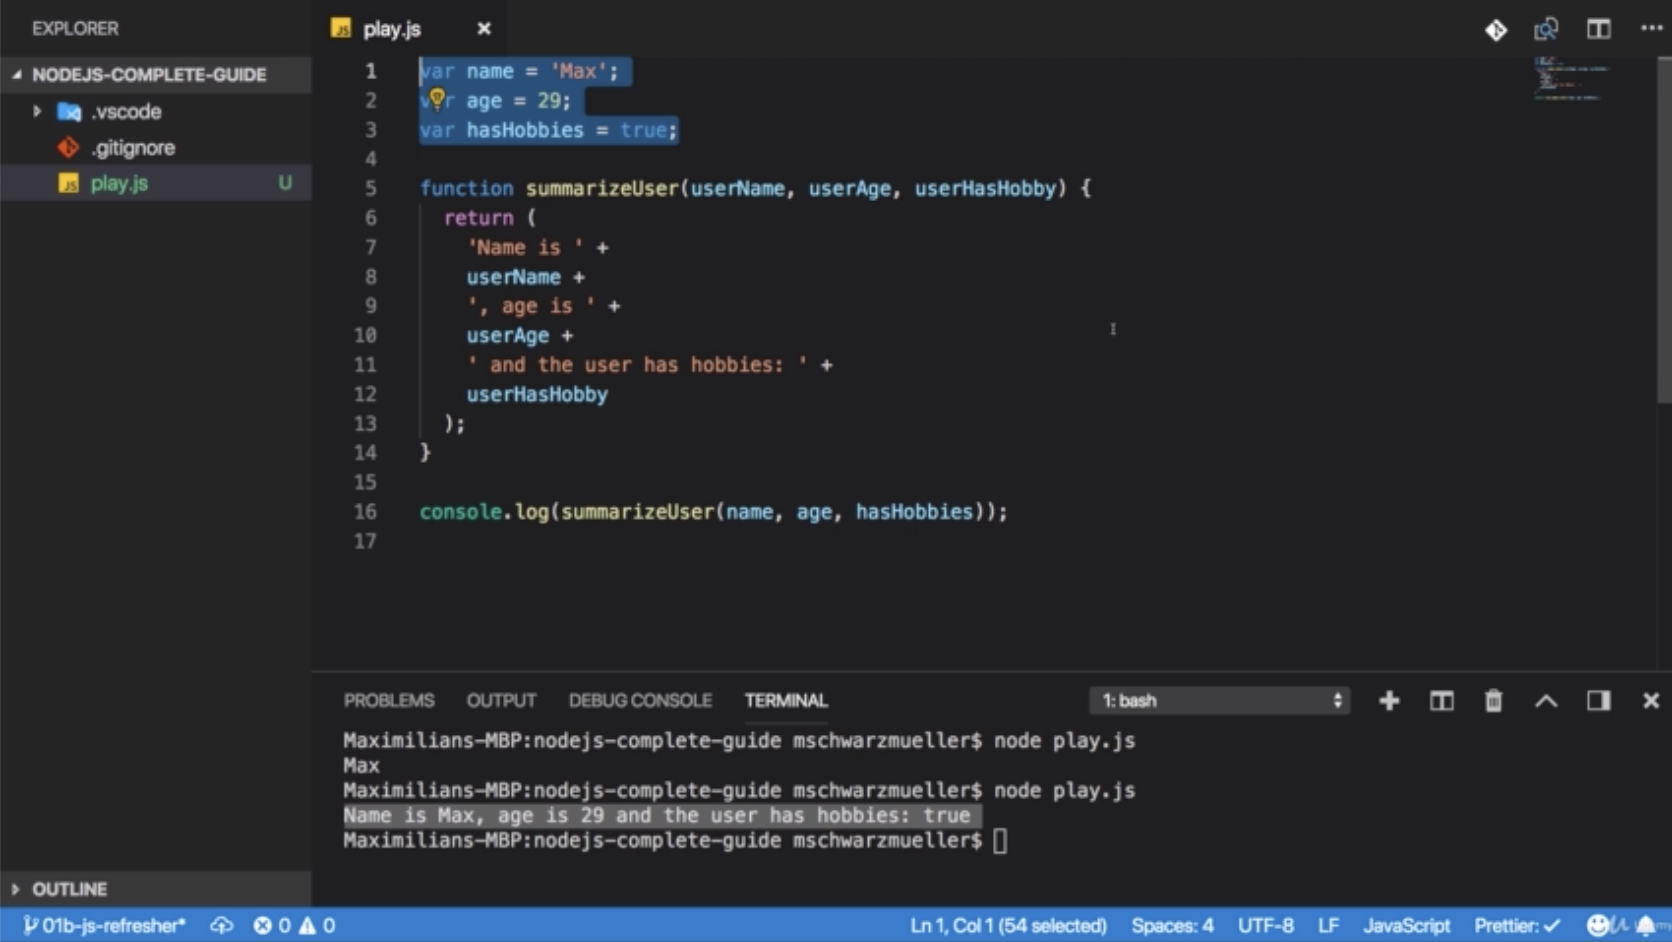 EXPLORER
NODEJS-COMPLETE-GUIDE
.vscode
.gitignore
JS play.js U
OUTLINE
JS play.js
1 var name = 'Max';
2 var age = 29;
3 var hasHobbies = true;
4
5 function summarizeUser(userName, userAge, userHasHobby) {
6 return (
7 'Name is ' +
8 userName +
9 ', age is ' +
10 userAge +
11 ' and the user has hobbies: ' +
12 userHasHobby
13 );
14 }
15
16 console.log(summarizeUser(name, age, hasHobbies));
17
PROBLEMS OUTPUT DEBUG CONSOLE TERMINAL 1: bash
Maximilians-MBP:nodejs-complete-guide mschwarzmueller$ node play.js
Max
Maximilians-MBP:nodejs-complete-guide mschwarzmueller$ node play.js
Name is Max, age is 29 and the user has hobbies: true
Maximilians-MBP:nodejs-complete-guide mschwarzmueller$
01b-js-refresher* 0 0 Ln 1, Col 1 (54 selected) Spaces: 4 UTF-8 LF JavaScript Prettier: ✓